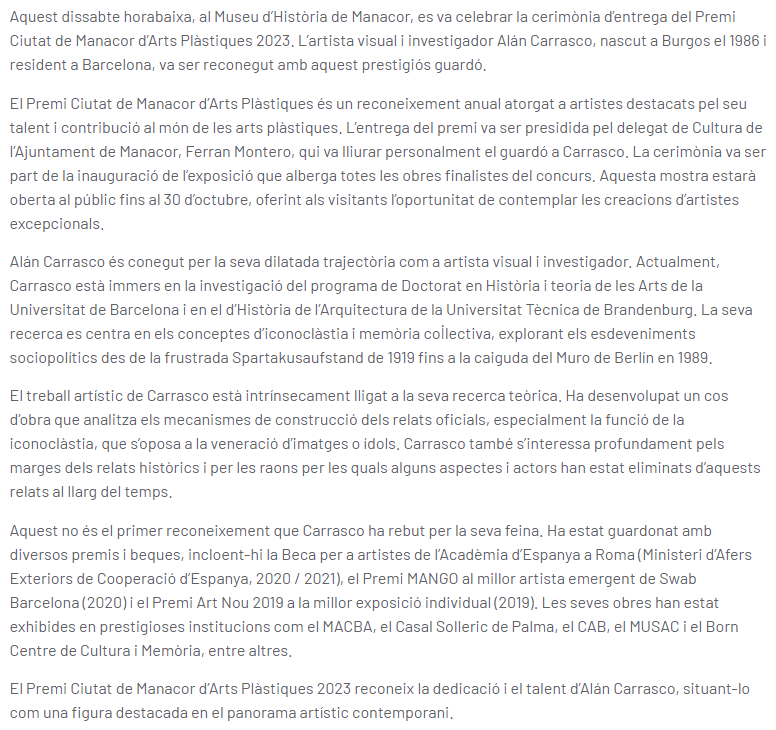 Aquest dissabte horabaixa, al Museu d’Història de Manacor, es va celebrar la cerimònia d’entrega del Premi
Ciutat de Manacor d’Arts Plàstiques 2023. L’artista visual i investigador Alán Carrasco, nascut a Burgos el 1986 i
resident a Barcelona, va ser reconegut amb aquest prestigiós guardó.
El Premi Ciutat de Manacor d’Arts Plàstiques és un reconeixement anual atorgat a artistes destacats pel seu
talent i contribució al món de les arts plàstiques. L’entrega del premi va ser presidida pel delegat de Cultura de
l’Ajuntament de Manacor, Ferran Montero, qui va lliurar personalment el guardó a Carrasco. La cerimònia va ser
part de la inauguració de l’exposició que alberga totes les obres finalistes del concurs. Aquesta mostra estarà
oberta al públic fins al 30 d’octubre, oferint als visitants l’oportunitat de contemplar les creacions d’artistes
excepcionals.
Alán Carrasco és conegut per la seva dilatada trajectòria com a artista visual i investigador. Actualment,
Carrasco està immers en la investigació del programa de Doctorat en Història i teoria de les Arts de la
Universitat de Barcelona i en el d’Història de l’Arquitectura de la Universitat Tècnica de Brandenburg. La seva
recerca es centra en els conceptes d’iconoclàstia i memòria col·lectiva, explorant els esdeveniments
sociopolítics des de la frustrada Spartakusaufstand de 1919 fins a la caiguda del Muro de Berlín en 1989.
El treball artístic de Carrasco està intrínsecament lligat a la seva recerca teòrica. Ha desenvolupat un cos
d’obra que analitza els mecanismes de construcció dels relats oficials, especialment la funció de la
iconoclàstia, que s’oposa a la veneració d’imatges o ídols. Carrasco també s’interessa profundament pels
marges dels relats històrics i per les raons per les quals alguns aspectes i actors han estat eliminats d’aquests
relats al llarg del temps.
Aquest no és el primer reconeixement que Carrasco ha rebut per la seva feina. Ha estat guardonat amb
diversos premis i beques, incloent-hi la Beca per a artistes de l’Acadèmia d’Espanya a Roma (Ministeri d’Afers
Exteriors de Cooperació d’Espanya, 2020 / 2021), el Premi MANGO al millor artista emergent de Swab
Barcelona (2020) i el Premi Art Nou 2019 a la millor exposició individual (2019). Les seves obres han estat
exhibides en prestigioses institucions com el MACBA, el Casal Solleric de Palma, el CAB, el MUSAC i el Born
Centre de Cultura i Memòria, entre altres.
El Premi Ciutat de Manacor d’Arts Plàstiques 2023 reconeix la dedicació i el talent d’Alán Carrasco, situant-lo
com una figura destacada en el panorama artístic contemporani.